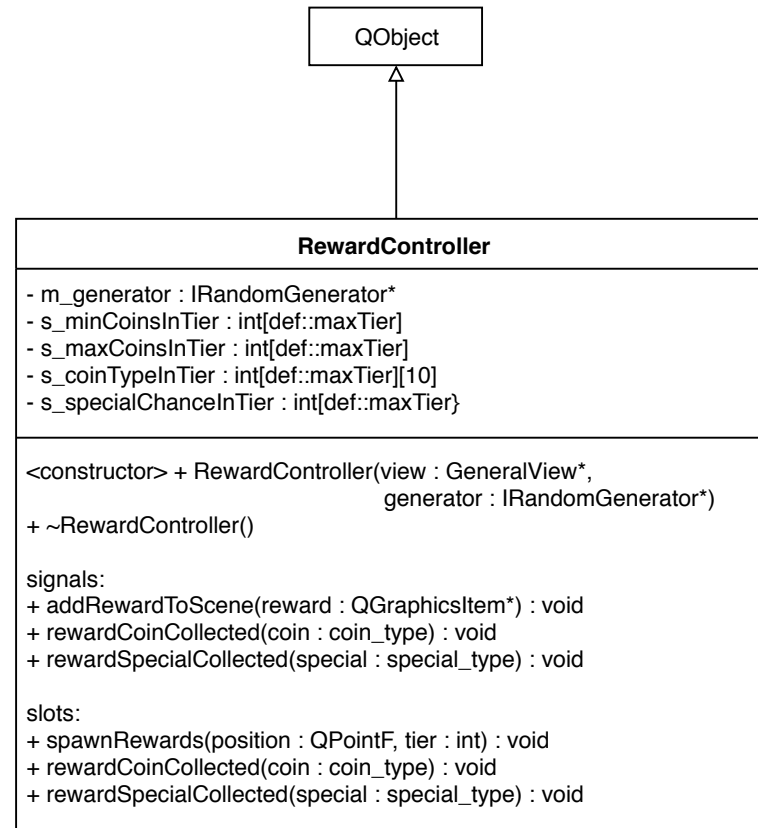 QObject
RewardController
- m_generator : IRandomGenerator*
- s_minCoinsInTier : int[def::maxTier]
- s_maxCoinsInTier : int[def::maxTier]
- s_coinTypeInTier : int[def::maxTier][10]
- s_specialChanceInTier : int[def::maxTier}
<constructor> + RewardController(view : GeneralView*,
generator : IRandomGenerator*)
+ ~RewardController()
signals:
+ addRewardToScene(reward : QGraphicsItem*) : void
+ rewardCoinCollected(coin : coin_type) : void
+ rewardSpecialCollected(special : special_type) : void
slots:
+ spawnRewards(position : QPointF, tier : int) : void
+ rewardCoinCollected(coin : coin_type) : void
+ rewardSpecialCollected(special : special_type) : void